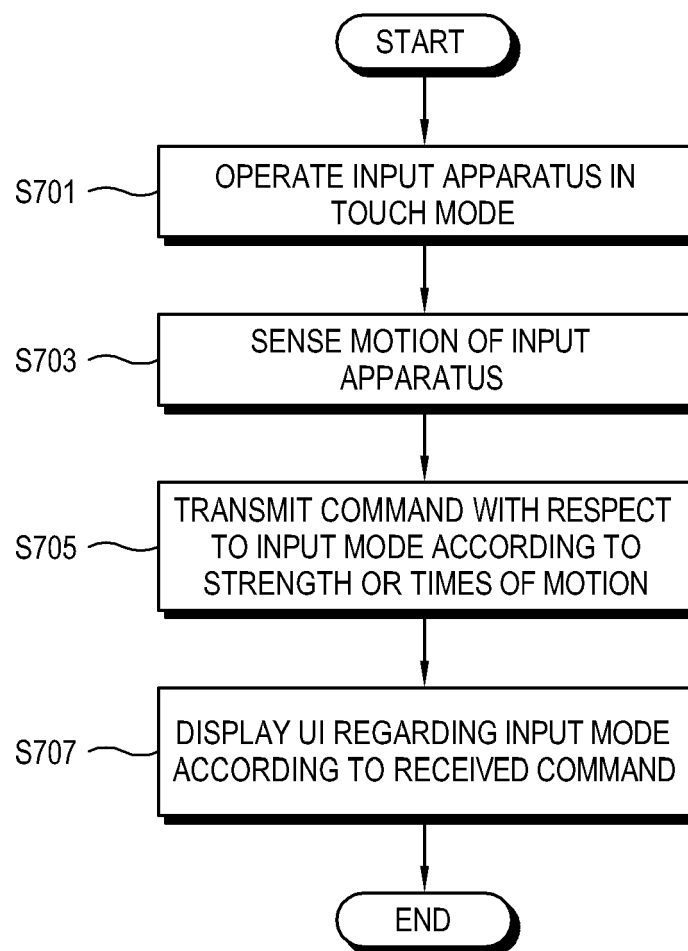 START
S701
OPERATE INPUT APPARATUS IN
TOUCH MODE
S703
SENSE MOTION OF INPUT
APPARATUS
S705
TRANSMIT COMMAND WITH RESPECT
TO INPUT MODE ACCORDING TO
STRENGTH OR TIMES OF MOTION
S707
DISPLAY UI REGARDING INPUT MODE
ACCORDING TO RECEIVED COMMAND
END